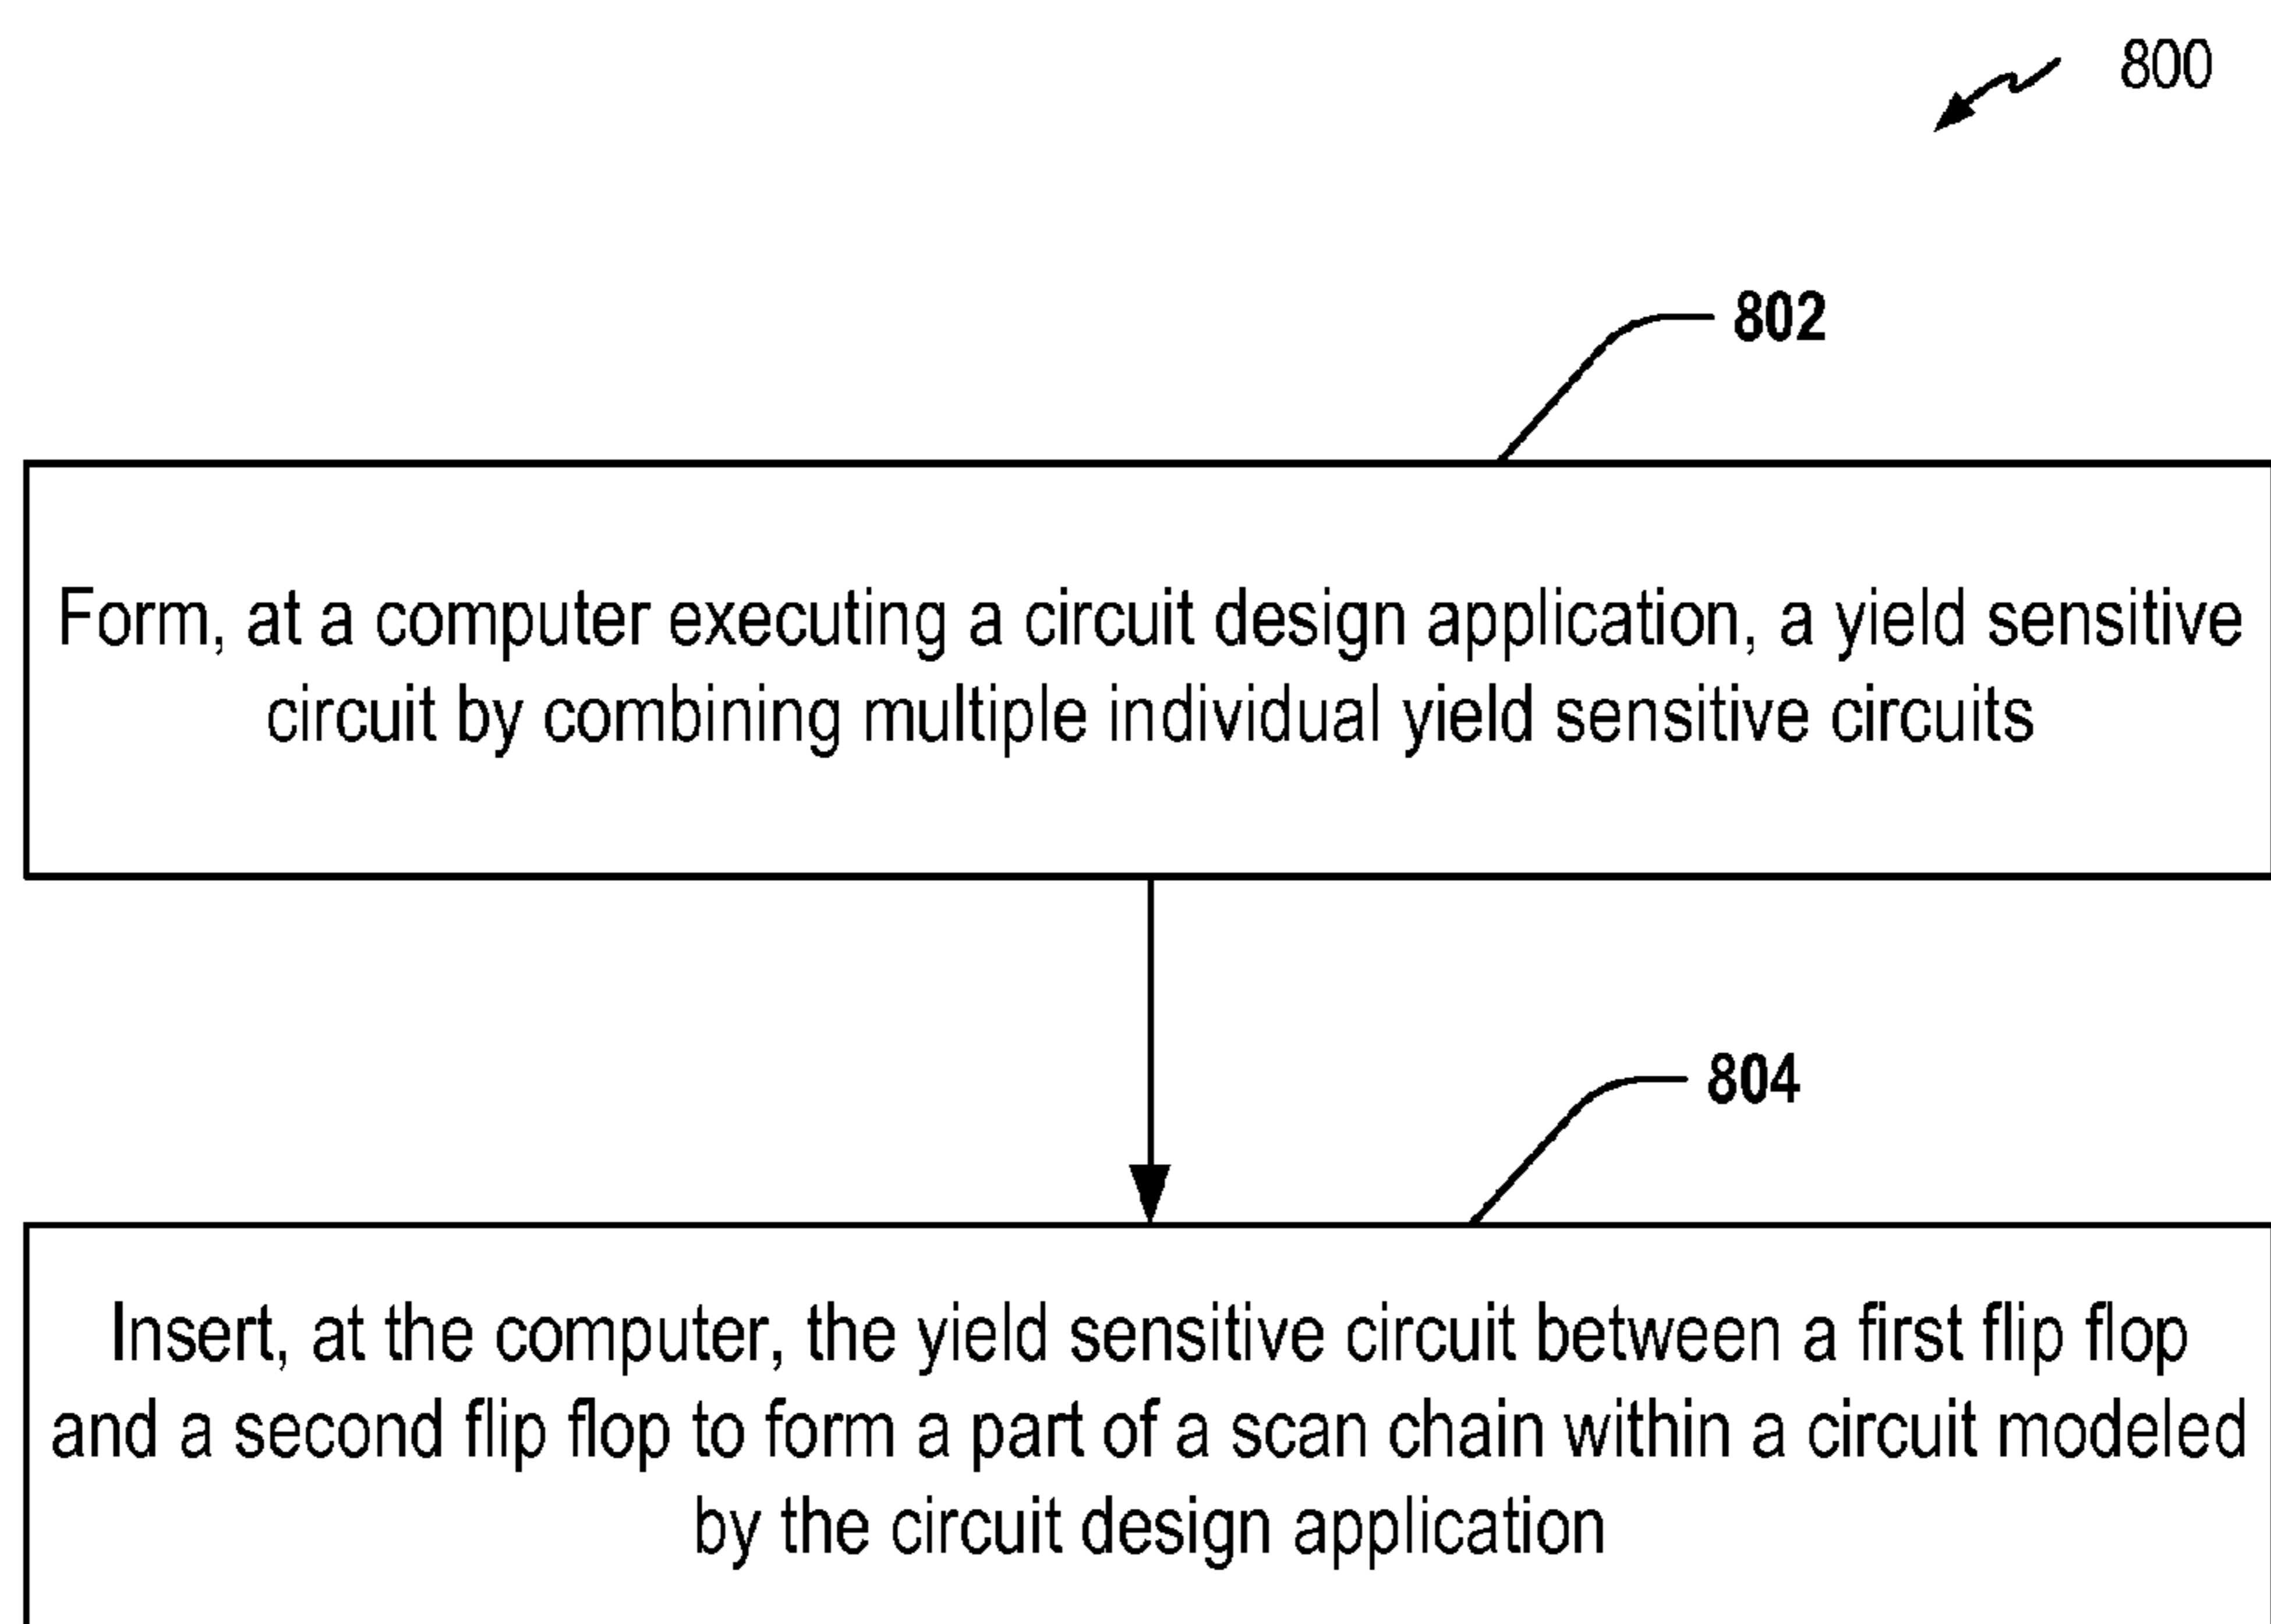 800
802
Form, at a computer executing a circuit design application, a yield sensitive
circuit by combining multiple individual yield sensitive circuits
804
Insert, at the computer, the yield sensitive circuit between a first flip flop
and a second flip flop to form a part of a scan chain within a circuit modeled
by the circuit design application